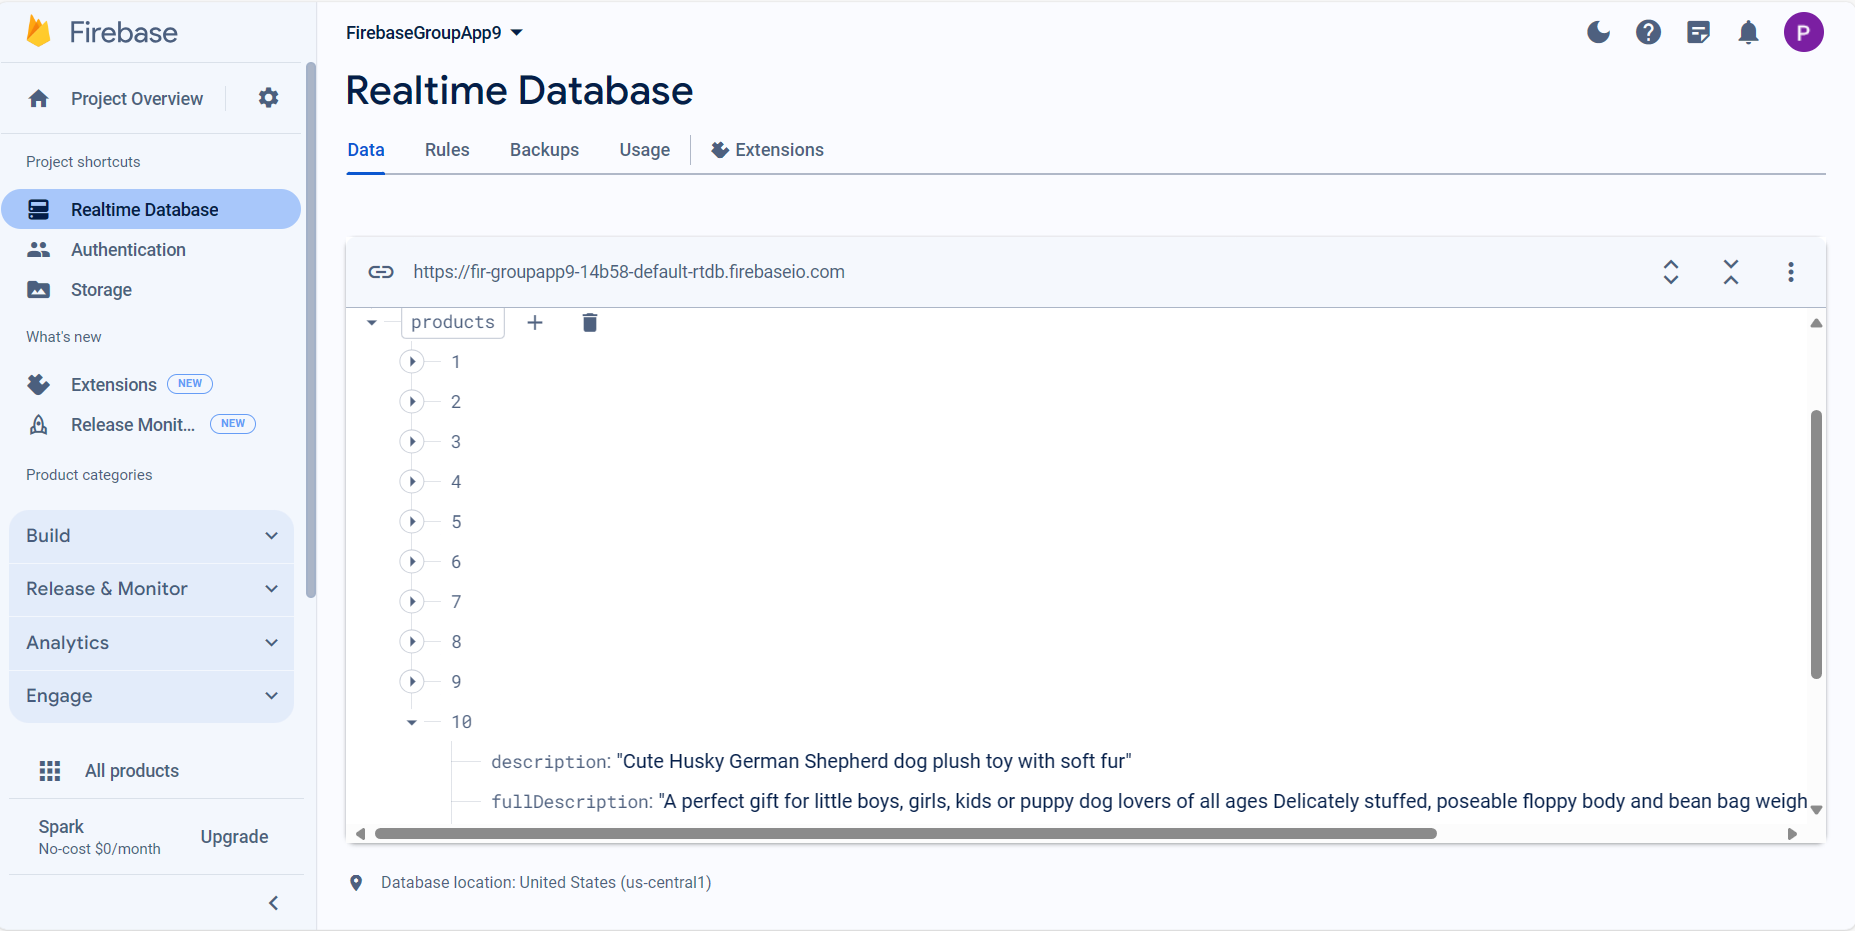 Firebase
Project Overview
Project shortcuts
Realtime Database
Authentication
Storage
What's new
Extensions NEW
Release Monit... NEW
Product categories
Build
Release & Monitor
Analytics
Engage
All products
Spark
No-cost $0/month
Upgrade
FirebaseGroupApp9
P
Realtime Database
Data Rules Backups Usage Extensions
https://fir-groupapp9-14b58-default-rtdb.firebaseio.com
products
1
2
3
4
5
6
7
8
9
10
description: "Cute Husky German Shepherd dog plush toy with soft fur"
fullDescription: "A perfect gift for little boys, girls, kids or puppy dog lovers of all ages Delicately stuffed, poseable floppy body and bean bag weigh
Database location: United States (us-central1)